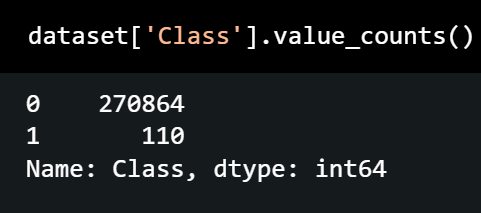 dataset['Class'].value_counts()
0    270864
1       110
Name: Class, dtype: int64